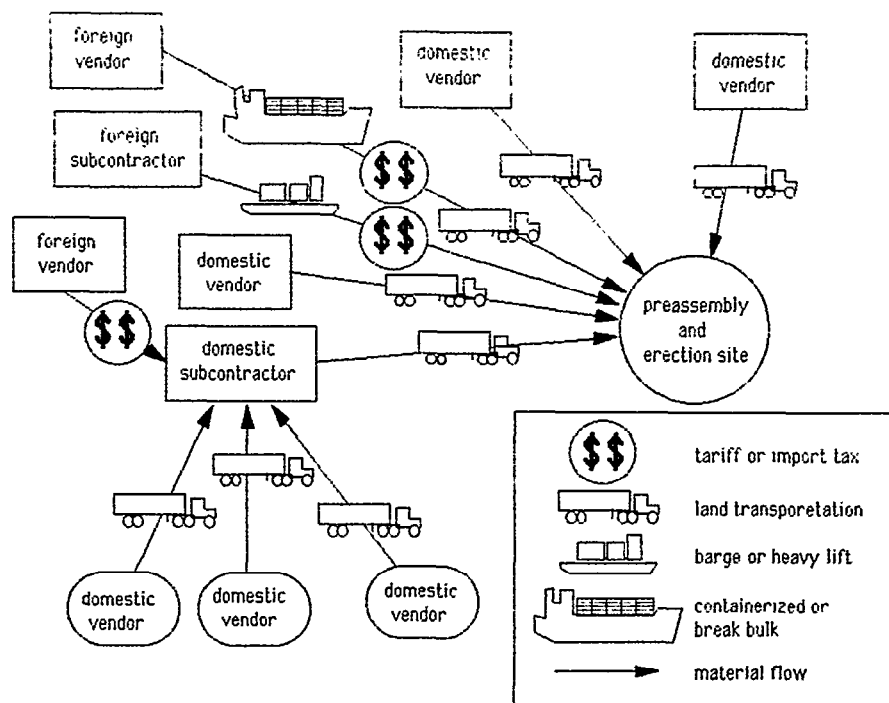 foreign
vendor
domestic
vendor
domestic
vendor
foreign
subcontractor
$ $
foreign
vendor
$ $
domestic
vendor
preassembly
and
erection site
$ $
domestic
subcontractor
$ $
tariff or import tax
land transporetation
domestic
vendor
domestic
vendor
domestic
vendor
barge or heavy lift
containerized or
break bulk
material flow